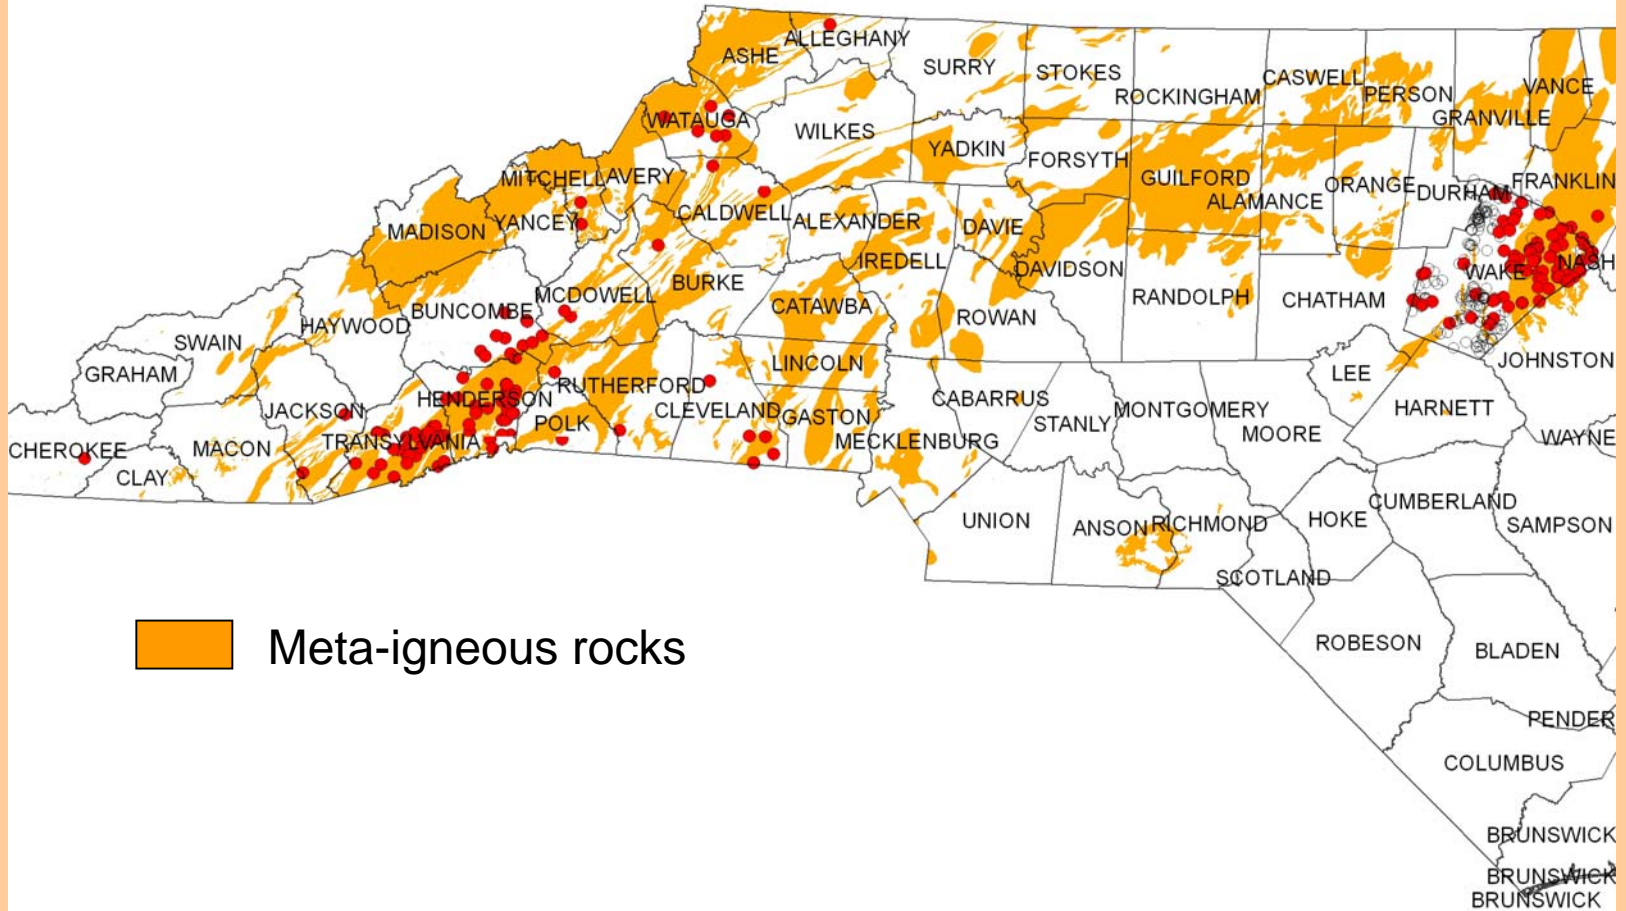 ALLEGHANY
ASHE
SURRY
STOKES
CASWELL
ROCKINGHAM
PERSON
VANCE
GRANVILLE
WATAUGA
WILKES
YADKIN
FORSYTH
MITCHELL
AVERY
GUILFORD
ALAMANCE
ORANGE
DURHAM
FRANKLIN
MADISON
YANCEY
CALDWELL
ALEXANDER
DAVIE
IREDELL
DAVIDSON
WAKE
NASH
BURKE
MCDOWELL
BUNCOMBE
CATAWBA
RANDOLPH
CHATHAM
HAYWOOD
ROWAN
SWAIN
GRAHAM
LINCOLN
JOHNSTON
LEE
RUTHERFORD
HENDERSON
CABARRUS
JACKSON
CLEVELAND
GASTON
MONTGOMERY
HARNETT
POLK
STANLY
MOORE
CHEROKEE
MACON
TRANSYLVANIA
MECKLENBURG
WAYNE
CLAY
UNION
ANSON
RICHMOND
HOKE
CUMBERLAND
SAMPSON
SCOTLAND
Meta-igneous rocks
ROBESON
BLADEN
PENDER
COLUMBUS
BRUNSWICK
BRUNSWICK
BRUNSWICK